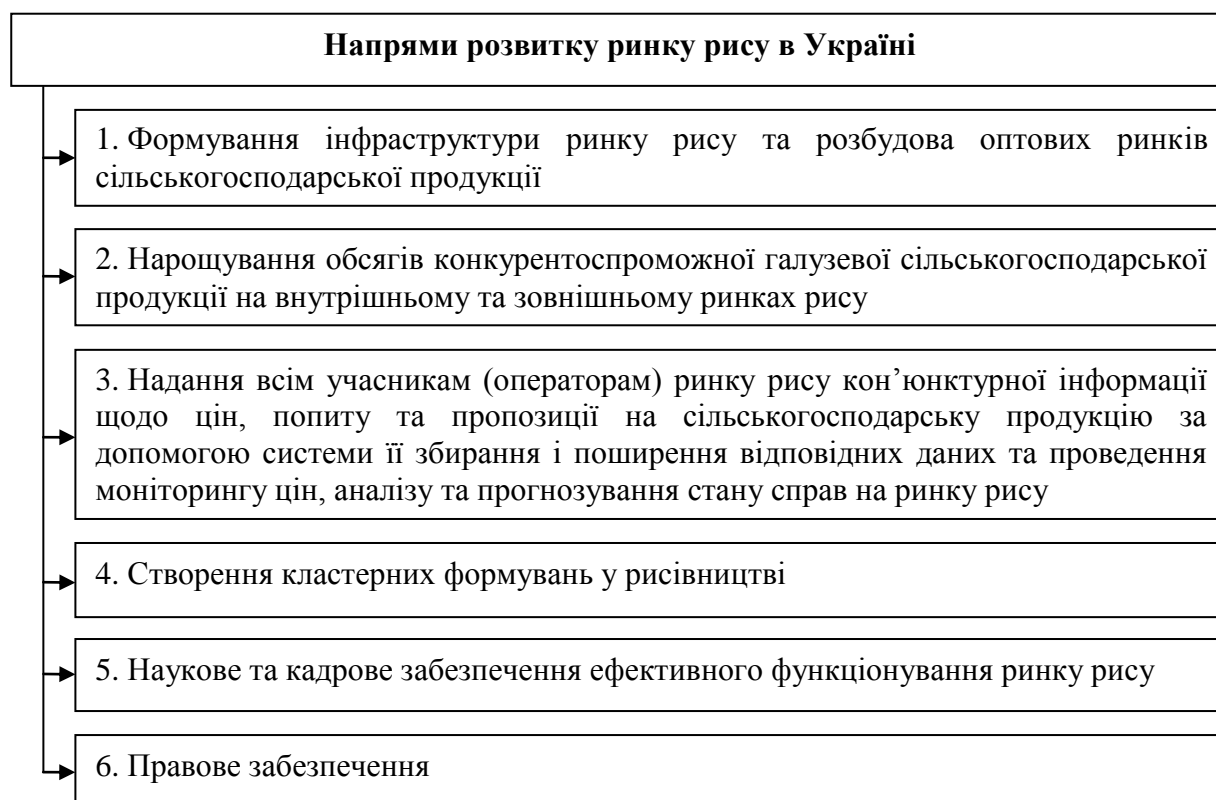 Напрями розвитку ринку рису в Україні
1. Формування інфраструктури ринку рису та розбудова оптових ринків
сільськогосподарської продукції
2. Нарощування обсягів конкурентоспроможної галузевої сільськогосподарської
продукції на внутрішньому та зовнішньому ринках рису
3. Надання всім учасникам (операторам) ринку рису кон’юнктурної інформації
щодо цін, попиту та пропозиції на сільськогосподарську продукцію за
допомогою системи її збирання і поширення відповідних даних та проведення
моніторингу цін, аналізу та прогнозування стану справ на ринку рису
4. Створення кластерних формувань у рисівництві
5. Наукове та кадрове забезпечення ефективного функціонування ринку рису
6. Правове забезпечення